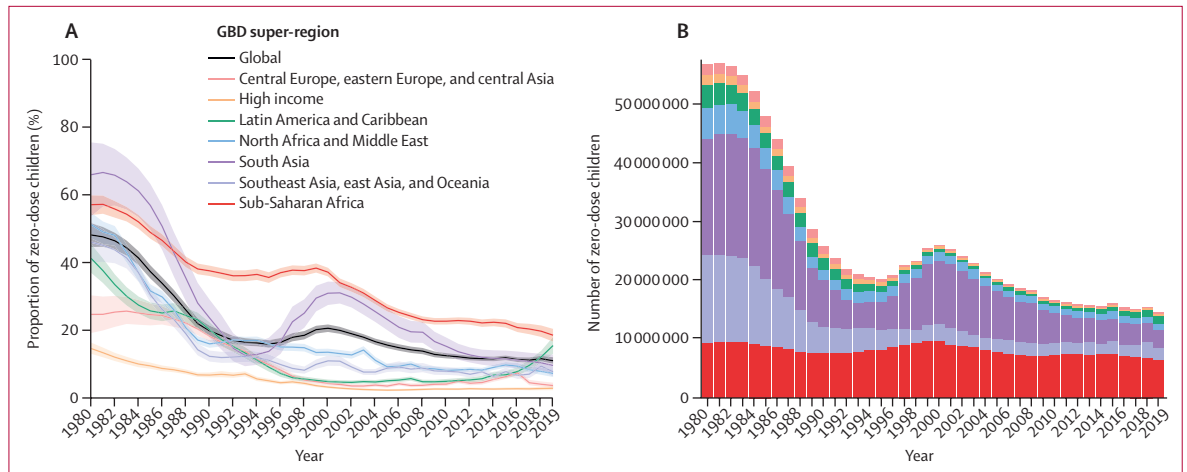 A
GBD super-region
Global
Central Europe, eastern Europe, and central Asia
High income
Latin America and Caribbean
North Africa and Middle East
South Asia
Southeast Asia, east Asia, and Oceania
Sub-Saharan Africa
Proportion of zero-dose children (%)
100
80
60
40
20
0
1980
1982
1984
1986
1988
1990
1992
1994
1996
1998
2000
2002
2004
2006
2008
2010
2012
2014
2016
2018
2019
Year
B
Number of zero-dose children
50 000 000
40 000 000
30 000 000
20 000 000
10 000 000
0
1980
1982
1984
1986
1988
1990
1992
1994
1996
1998
2000
2002
2004
2006
2008
2010
2012
2014
2016
2018
2019
Year